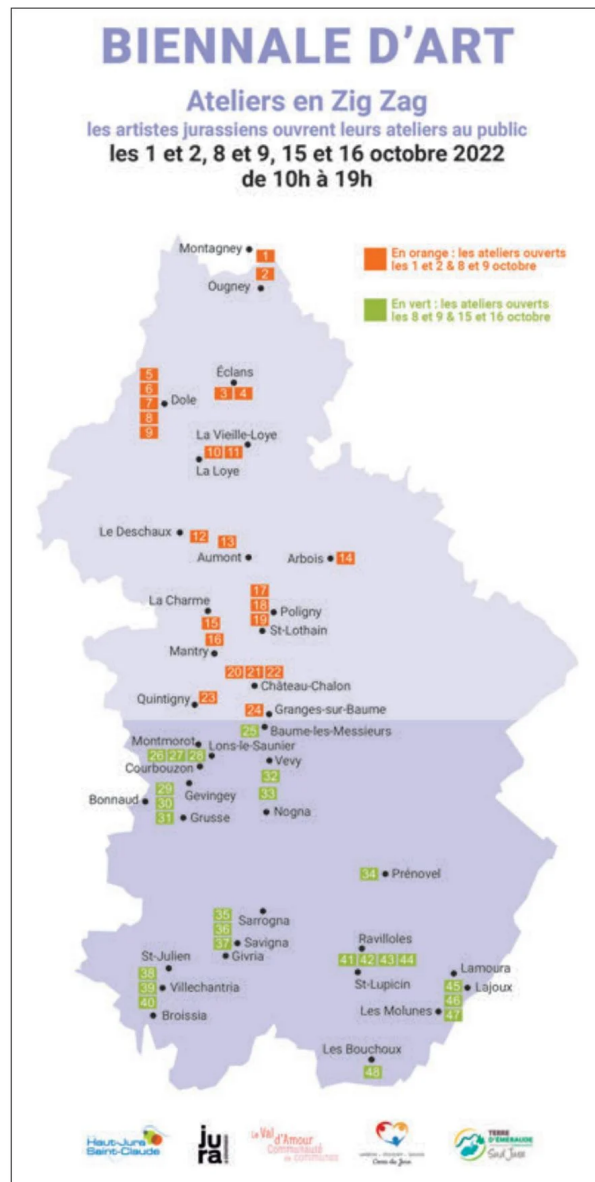 BIENNALE D'ART
Ateliers en Zig Zag
les artistes jurassiens ouvrent leurs ateliers au public
les 1 et 2, 8 et 9, 15 et 16 octobre 2022
de 10h à 19h
Montagney
1
2
Ougney
En orange : les ateliers ouverts
les 1 et 2 & 8 et 9 octobre
En vert : les ateliers ouverts
les 8 et 9 & 15 et 16 octobre
5
6
7
8
9
Dole
Éclans
3 4
La Vieille-Loye
10 11
La Loye
Le Deschaux
12
13
Aumont
Arbois
14
La Charme
15
16
Mantry
17
18
19
Poligny
St-Lothain
20 21 22
Château-Chalon
Quintigny
23
24
Granges-sur-Baume
25
Baume-les-Messieurs
Montmorot
Lons-le-Saunier
26 27 28
Courbouzon
Vevy
32
33
Nogna
29
30
31
Gevingey
Bonnaud
Grusse
34
Prénovel
35
36
37
Sarrogna
Savigna
Givria
Ravilloles
41 42 43 44
St-Lupicin
St-Julien
38
39
40
Villechantria
Broissia
Lamoura
45
46
47
Lajoux
Les Molunes
Les Bouchoux
48
Haut-Jura
Saint-Claude
jura
Le Val
d'Amour
Communauté
de communes
Cœur du Jura
TERRE
D'ÉMERAUDE
Sud Jura